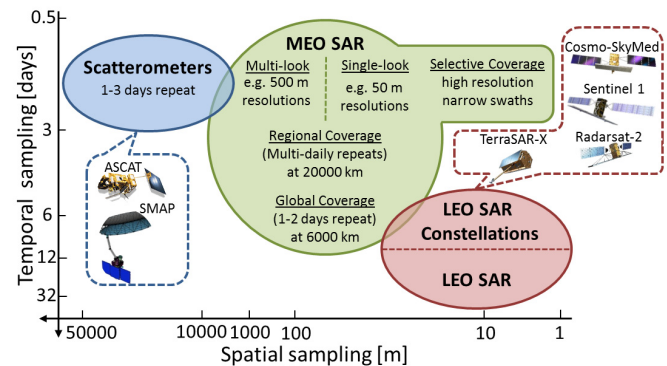 0.5
3
6
12
32
Temporal sampling [days]
Scatterometers
1-3 days repeat
ASCAT
SMAP
MEO SAR
Multi-look
e.g. 500 m
resolutions
Single-look
e.g. 50 m
resolutions
Selective Coverage
high resolution
narrow swaths
Regional Coverage
(Multi-daily repeats)
at 20000 km
Global Coverage
(1-2 days repeat)
at 6000 km
Cosmo-SkyMed
Sentinel 1
TerraSAR-X
Radarsat-2
LEO SAR
Constellations
LEO SAR
50000 10000 1000 100 10 1
Spatial sampling [m]